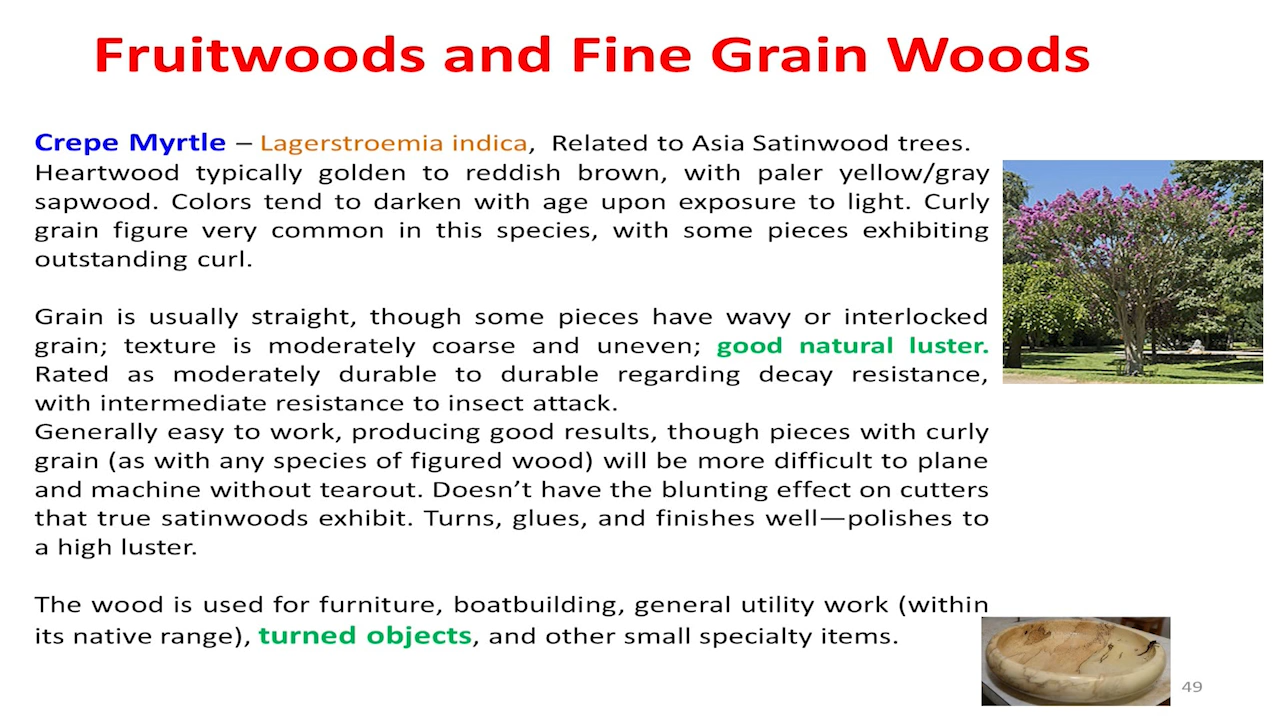 Fruitwoods and Fine Grain Woods
Crepe Myrtle – Lagerstroemia indica, Related to Asia Satinwood trees.
Heartwood typically golden to reddish brown, with paler yellow/gray
sapwood. Colors tend to darken with age upon exposure to light. Curly
grain figure very common in this species, with some pieces exhibiting
outstanding curl.
Grain is usually straight, though some pieces have wavy or interlocked
grain; texture is moderately coarse and uneven; good natural luster.
Rated as moderately durable to durable regarding decay resistance,
with intermediate resistance to insect attack.
Generally easy to work, producing good results, though pieces with curly
grain (as with any species of figured wood) will be more difficult to plane
and machine without tearout. Doesn’t have the blunting effect on cutters
that true satinwoods exhibit. Turns, glues, and finishes well—polishes to
a high luster.
The wood is used for furniture, boatbuilding, general utility work (within
its native range), turned objects, and other small specialty items.
49